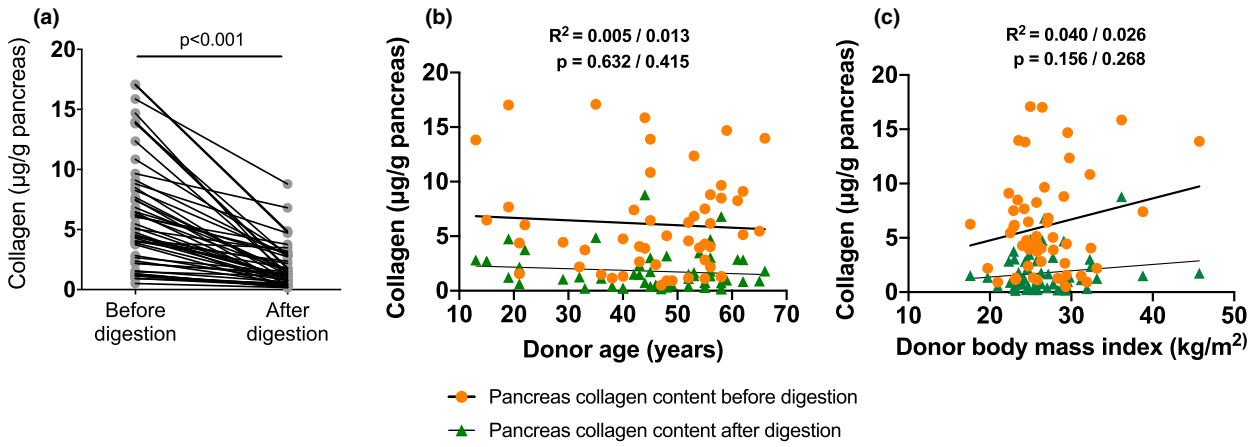 (a)
p<0.001
Collagen (µg/g pancreas)
20
15
10
5
0
Before
digestion
After
digestion
(b)
R² = 0.005 / 0.013
p = 0.632 / 0.415
Collagen (µg/g pancreas)
20
15
10
5
0
10 20 30 40 50 60 70
Donor age (years)
(c)
R² = 0.040 / 0.026
p = 0.156 / 0.268
Collagen (µg/g pancreas)
20
15
10
5
0
10 20 30 40 50
Donor body mass index (kg/m²)
Pancreas collagen content before digestion
Pancreas collagen content after digestion